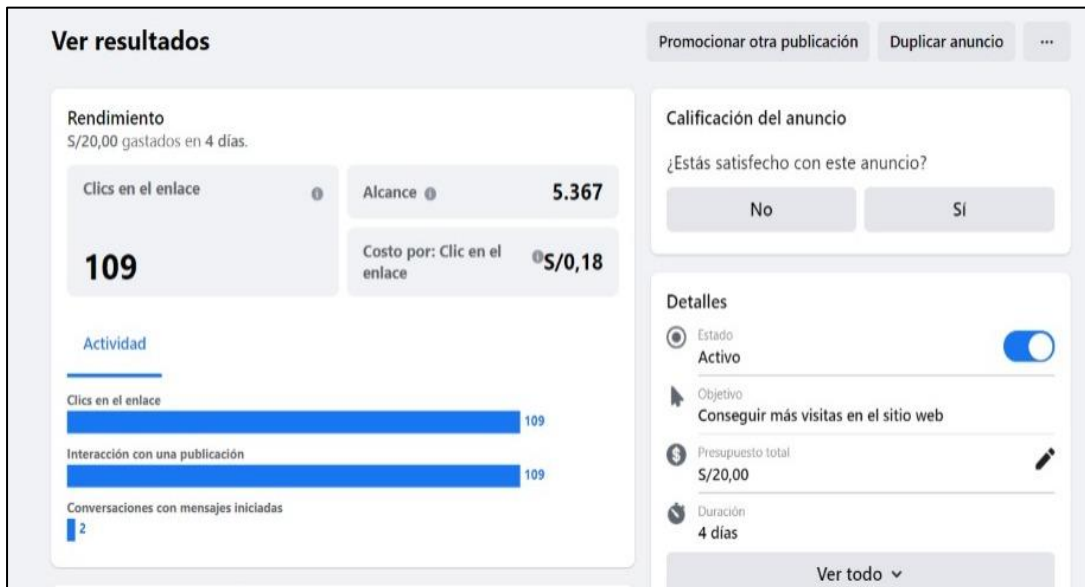 Ver resultados
Promocionar otra publicación
Duplicar anuncio
...
Rendimiento
S/20,00 gastados en 4 días.
Clics en el enlace
109
Alcance
5.367
Costo por: Clic en el
enlace
S/0,18
Actividad
Clics en el enlace
109
Interacción con una publicación
109
Conversaciones con mensajes iniciadas
2
Calificación del anuncio
¿Estás satisfecho con este anuncio?
No
Sí
Detalles
Estado
Activo
Objetivo
Conseguir más visitas en el sitio web
Presupuesto total
S/20,00
Duración
4 días
Ver todo